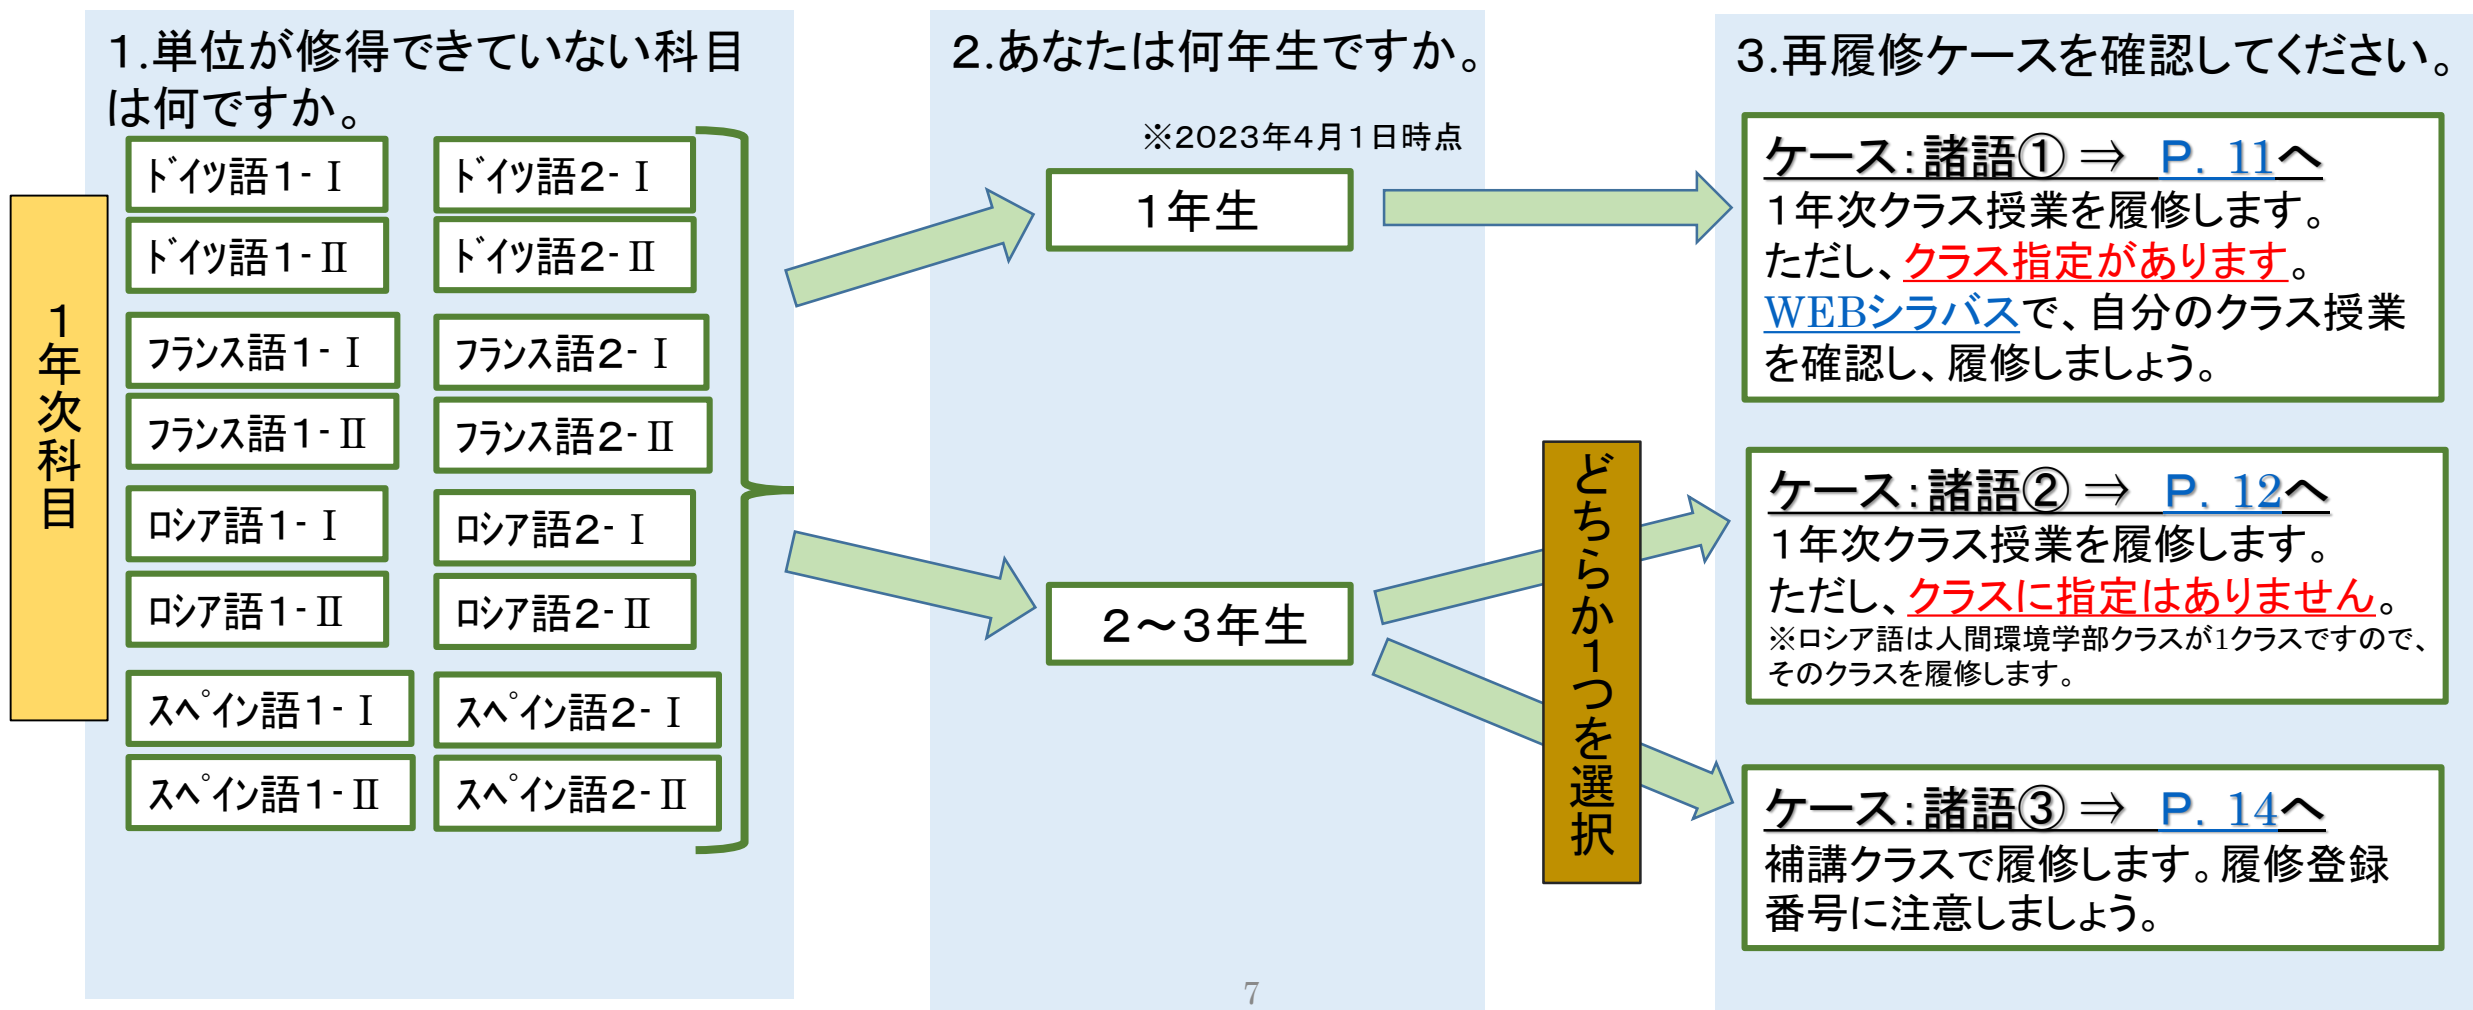 1.単位が修得できていない科目
は何ですか。
1年次科目
ﾄﾞｲﾂ語1-Ⅰ
ﾄﾞｲﾂ語2-Ⅰ
ﾄﾞｲﾂ語1-Ⅱ
ﾄﾞｲﾂ語2-Ⅱ
ﾌﾗﾝｽ語1-Ⅰ
ﾌﾗﾝｽ語2-Ⅰ
ﾌﾗﾝｽ語1-Ⅱ
ﾌﾗﾝｽ語2-Ⅱ
ﾛｼｱ語1-Ⅰ
ﾛｼｱ語2-Ⅰ
ﾛｼｱ語1-Ⅱ
ﾛｼｱ語2-Ⅱ
ｽﾍﾟｲﾝ語1-Ⅰ
ｽﾍﾟｲﾝ語2-Ⅰ
ｽﾍﾟｲﾝ語1-Ⅱ
ｽﾍﾟｲﾝ語2-Ⅱ
2.あなたは何年生ですか。
※2023年4月1日時点
1年生
2～3年生
どちらか1つを選択
3.再履修ケースを確認してください。
ケース：諸語① ⇒ P. 11へ
1年次クラス授業を履修します。
ただし、クラス指定があります。
WEBシラバスで、自分のクラス授業
を確認し、履修しましょう。
ケース：諸語② ⇒ P. 12へ
1年次クラス授業を履修します。
ただし、クラスに指定はありません。
※ロシア語は人間環境学部クラスが1クラスですので、
そのクラスを履修します。
ケース：諸語③ ⇒ P. 14へ
補講クラスで履修します。履修登録
番号に注意しましょう。
7